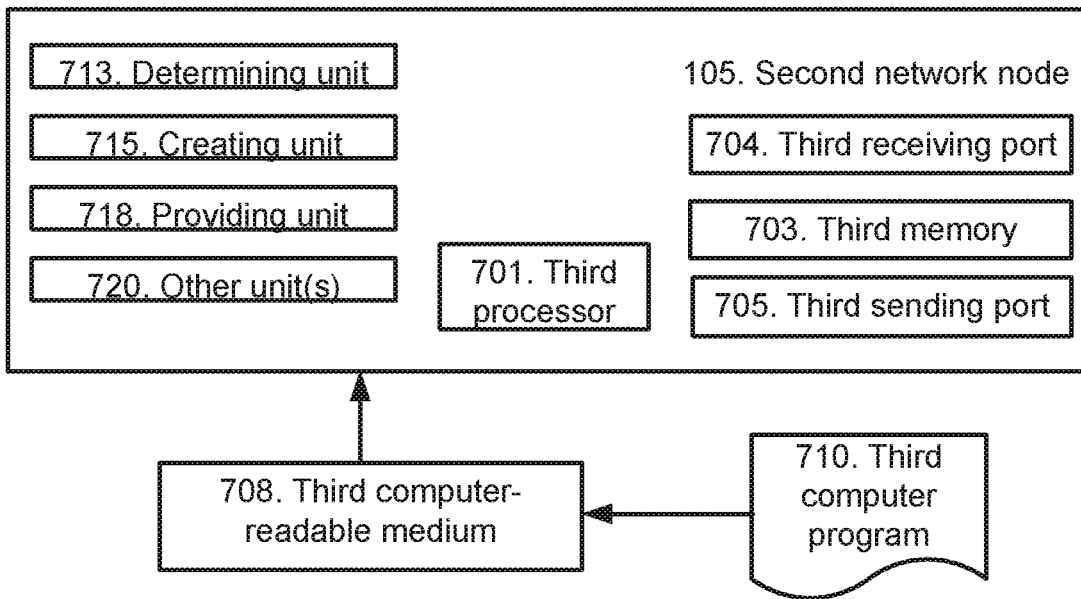 713. Determining unit
715. Creating unit
718. Providing unit
720. Other unit(s)
701. Third
processor
105. Second network node
704. Third receiving port
703. Third memory
705. Third sending port
708. Third computer-
readable medium
710. Third
computer
program